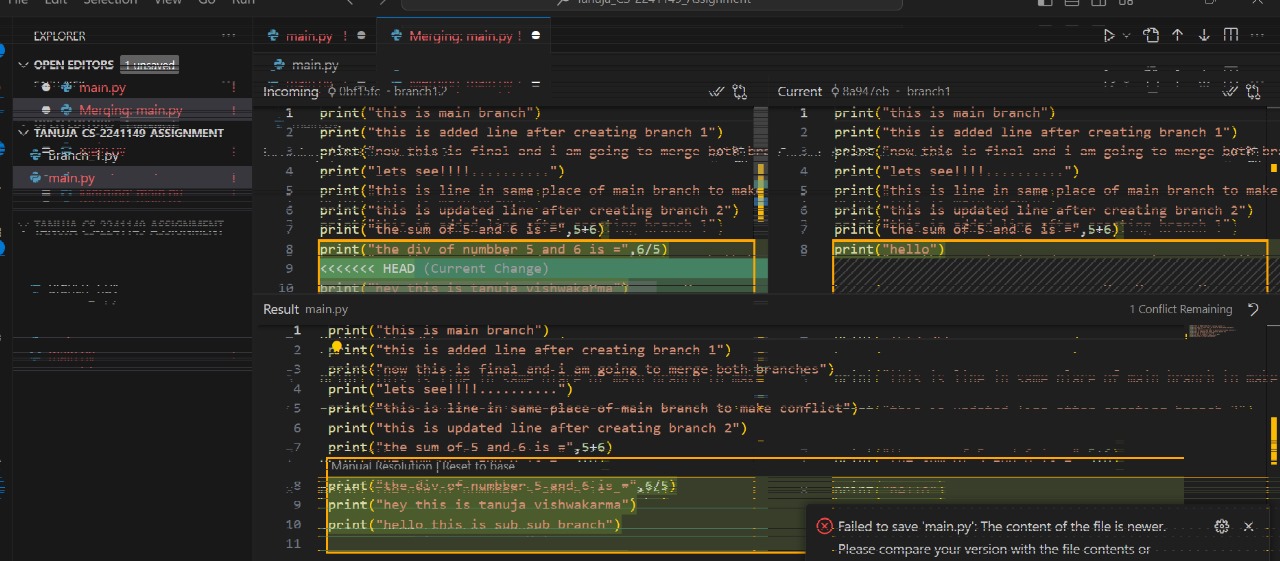 File Edit Selection View Go Run
Tanuja_CS-2241149_Assignment
EXPLORER
OPEN EDITORS 1 unsaved
main.py !
Merging: main.py !
TANUJA CS-2241149 ASSIGNMENT
Branch_1.py
main.py !
main.py !
Merging: main.py !
main.py
Incoming 0bf15fc - branch12
1 print("this is main branch")
2 print("this is added line after creating branch 1")
3 print("now this is final and i am going to merge both bra
4 print("lets see!!!!..........")
5 print("this is line in same place of main branch to make
6 print("this is updated line after creating branch 2")
7 print("the sum of 5 and 6 is =",5+6)
8 print("the div of numbber 5 and 6 is =",6/5)
9 <<<<<<< HEAD (Current Change)
10 print("hey this is tanuja vishwakarma")
Current 8a947eb - branch1
1 print("this is main branch")
2 print("this is added line after creating branch 1")
3 print("now this is final and i am going to merge both bra
4 print("lets see!!!!..........")
5 print("this is line in same place of main branch to make
6 print("this is updated line after creating branch 2")
7 print("the sum of 5 and 6 is =",5+6)
8 print("hello")
Result main.py
1 Conflict Remaining
1 print("this is main branch")
2 print("this is added line after creating branch 1")
3 print("now this is final and i am going to merge both branches")
4 print("lets see!!!!..........")
5 print("this is line in same place of main branch to make conflict")
6 print("this is updated line after creating branch 2")
7 print("the sum of 5 and 6 is =",5+6)
Manual Resolution | Reset to base
8 print("the div of numbber 5 and 6 is =",6/5)
9 print("hey this is tanuja vishwakarma")
10 print("hello this is sub sub branch")
11
Failed to save 'main.py': The content of the file is newer.
Please compare your version with the file contents or